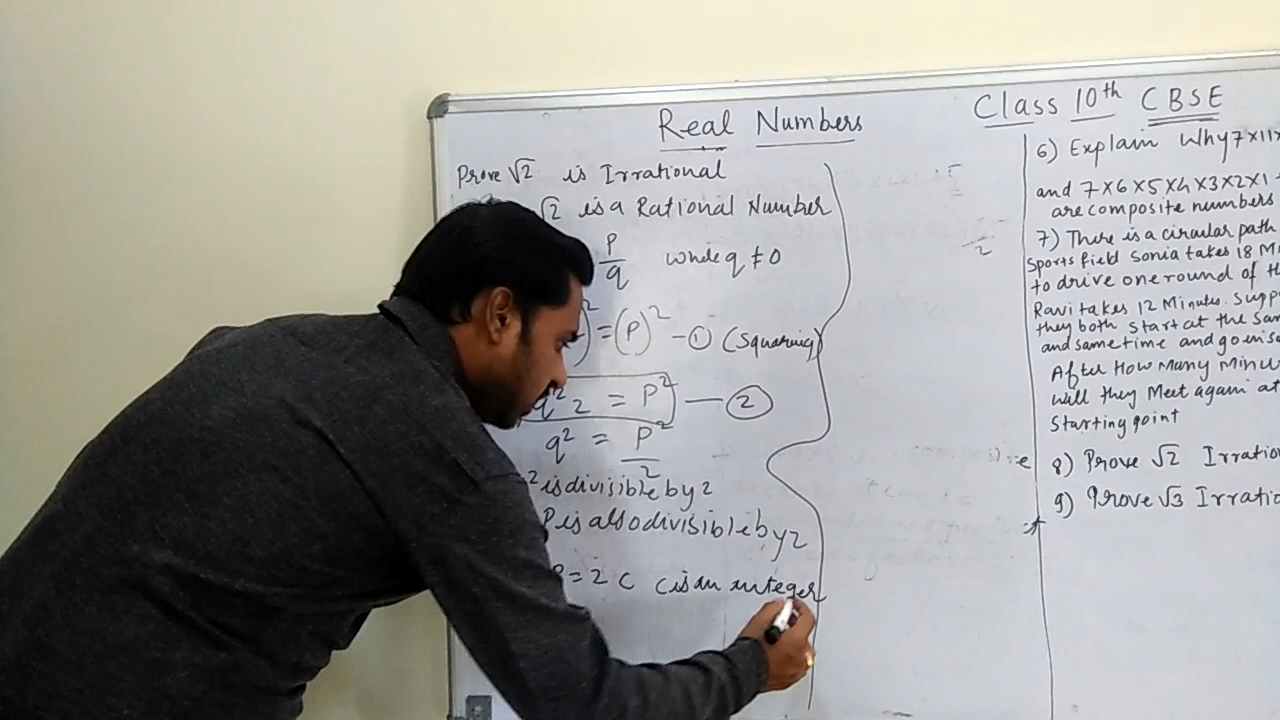 Real Numbers
Class 10th CBSE
Prove √2 is Irrational
√2 is a Rational Number
P/q where q ≠ 0
)² = (P)² — ① (Squaring)
q² 2 = P² — ②
q² = P²/2
² is divisible by 2
P is also divisible by 2
P = 2 C C is an integer
6) Explain Why 7×11×
and 7×6×5×4×3×2×1 +
are composite numbers
7) There is a circular path
Sports field Sonia takes 18 Mi
to drive one round of th
Ravi takes 12 Minutes. Supp
they both start at the sam
and same time and go in sa
After How Many Minu
will they Meet again at
Starting point
8) Prove √2 Irratio
9) Prove √3 Irratio